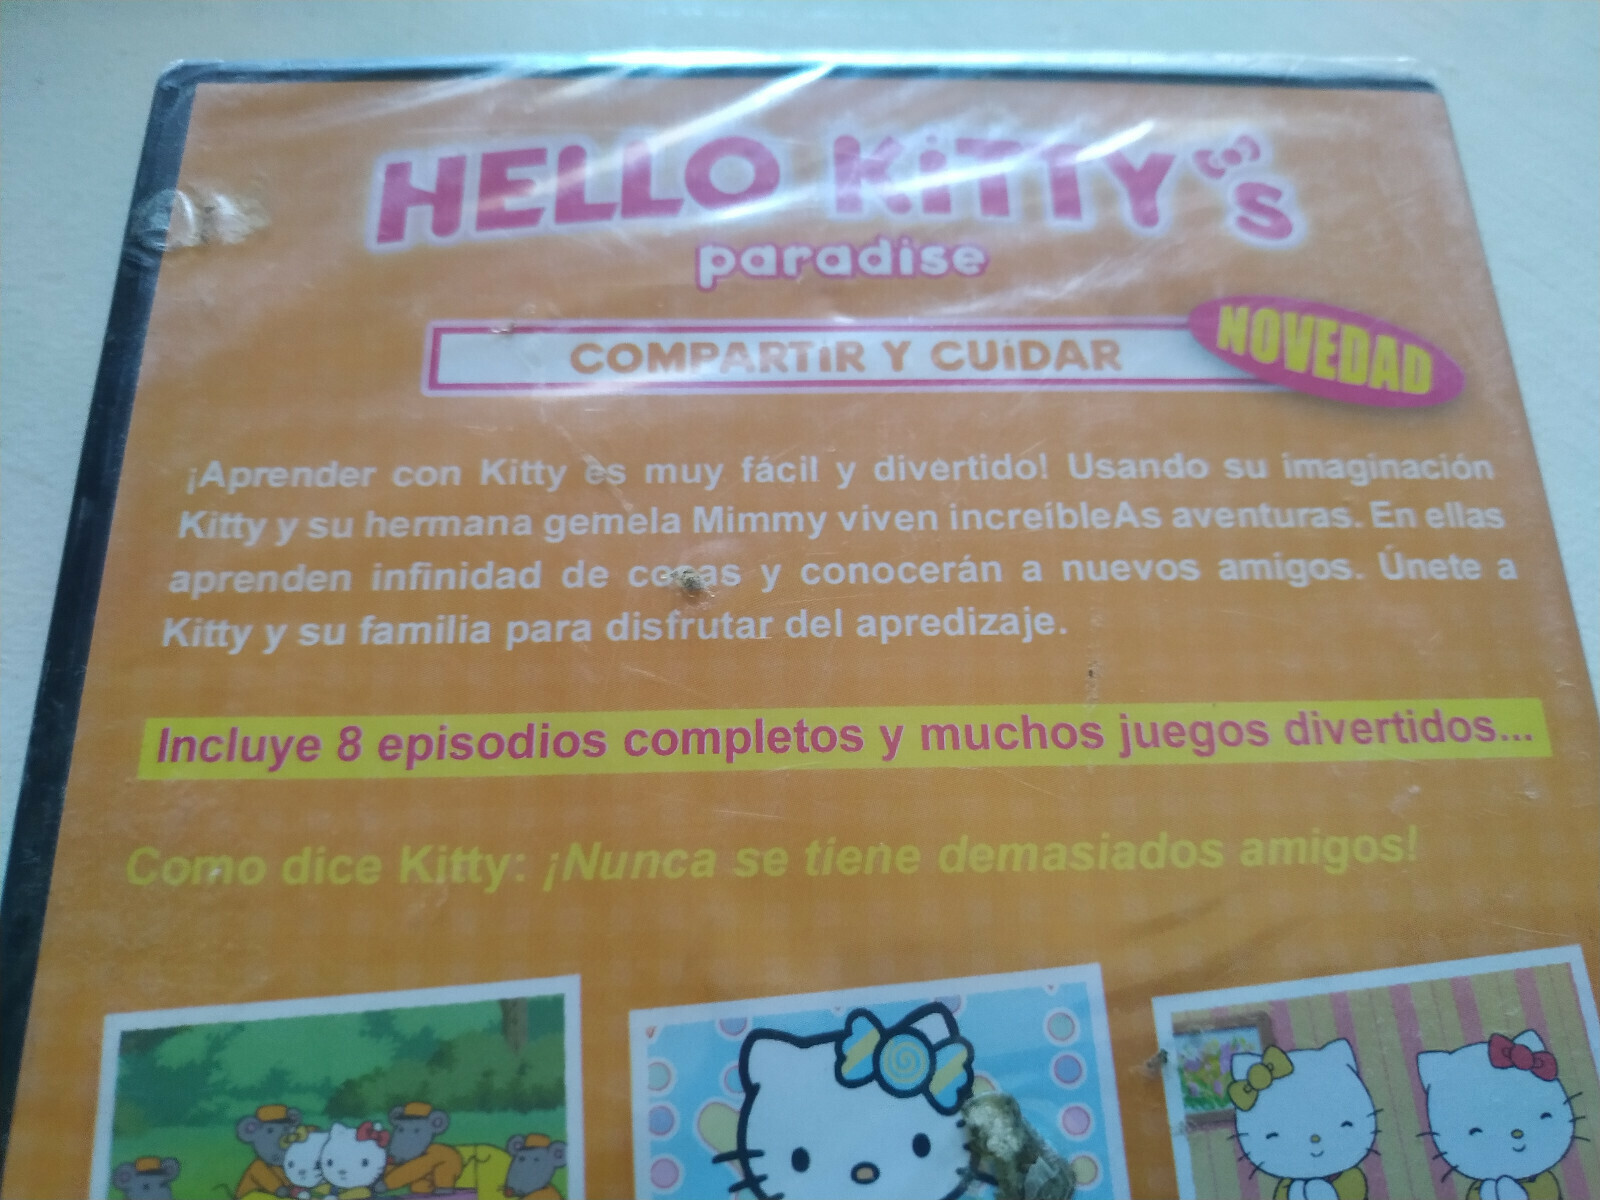 HELLO KiTTY'S
paradise
COMPARTiR Y CUiDAR
NOVEDAD
¡Aprender con Kitty es muy fácil y divertido! Usando su imaginación
Kitty y su hermana gemela Mimmy viven increíbleAs aventuras. En ellas
aprenden infinidad de cosas y conocerán a nuevos amigos. Únete a
Kitty y su familia para disfrutar del apredizaje.
Incluye 8 episodios completos y muchos juegos divertidos...
Como dice Kitty: ¡Nunca se tiene demasiados amigos!